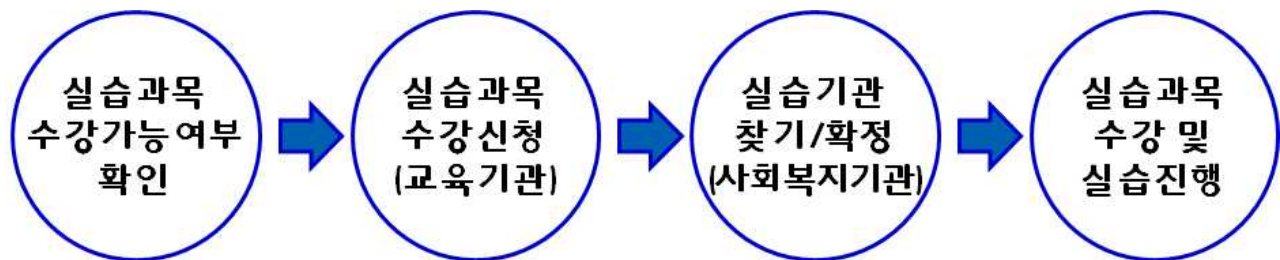 실습과목
수강가능여부
확인
실습과목
수강신청
(교육기관)
실습기관
찾기/확정
(사회복지기관)
실습과목
수강 및
실습진행